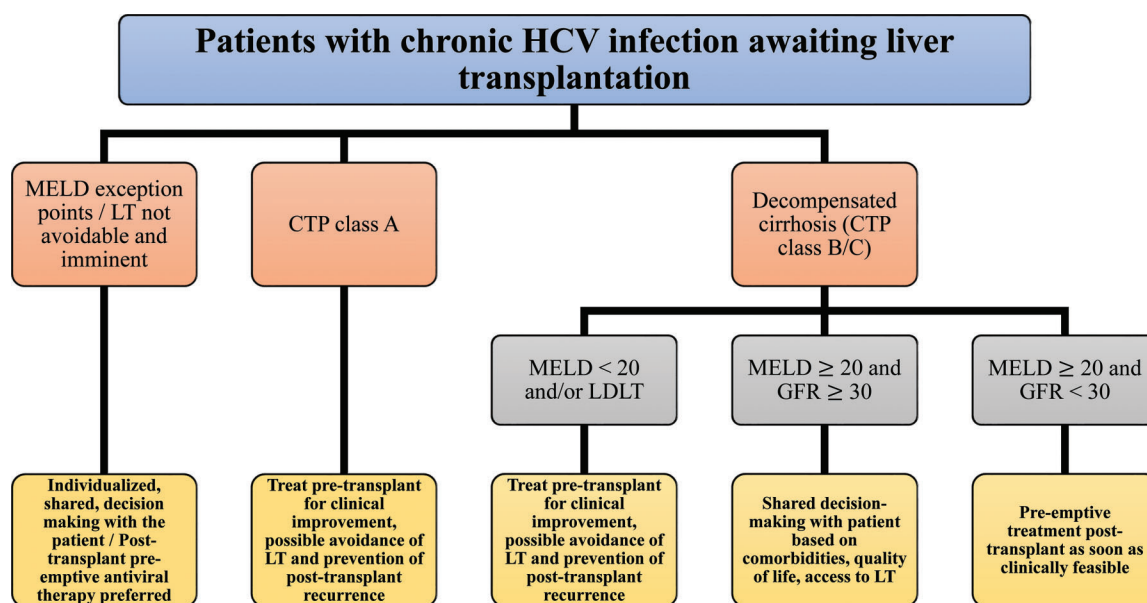 Patients with chronic HCV infection awaiting liver
transplantation
MELD exception
points / LT not
avoidable and
imminent
CTP class A
Decompensated
cirrhosis (CTP
class B/C)
MELD < 20
and/or LDLT
MELD ≥ 20 and
GFR ≥ 30
MELD ≥ 20 and
GFR < 30
Individualized,
shared, decision
making with the
patient / Post-
transplant pre-
emptive antiviral
therapy preferred
Treat pre-transplant
for clinical
improvement,
possible avoidance of
LT and prevention of
post-transplant
recurrence
Treat pre-transplant
for clinical
improvement,
possible avoidance of
LT and prevention of
post-transplant
recurrence
Shared decision-
making with patient
based on
comorbidities, quality
of life, access to LT
Pre-emptive
treatment post-
transplant as soon as
clinically feasible